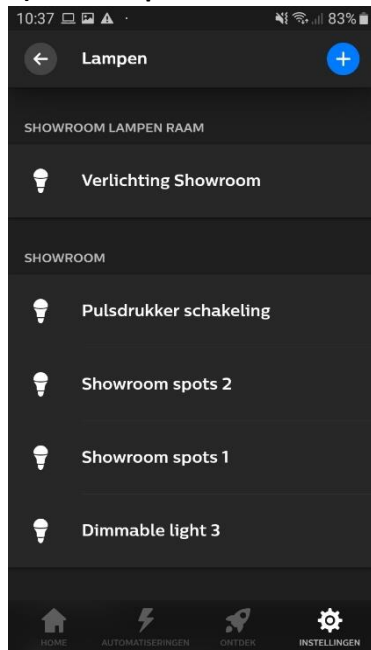 10:37 83%
Lampen
SHOWROOM LAMPEN RAAM
Verlichting Showroom
SHOWROOM
Pulsdrukker schakeling
Showroom spots 2
Showroom spots 1
Dimmable light 3
HOME AUTOMATISERINGEN ONTDEK INSTELLINGEN